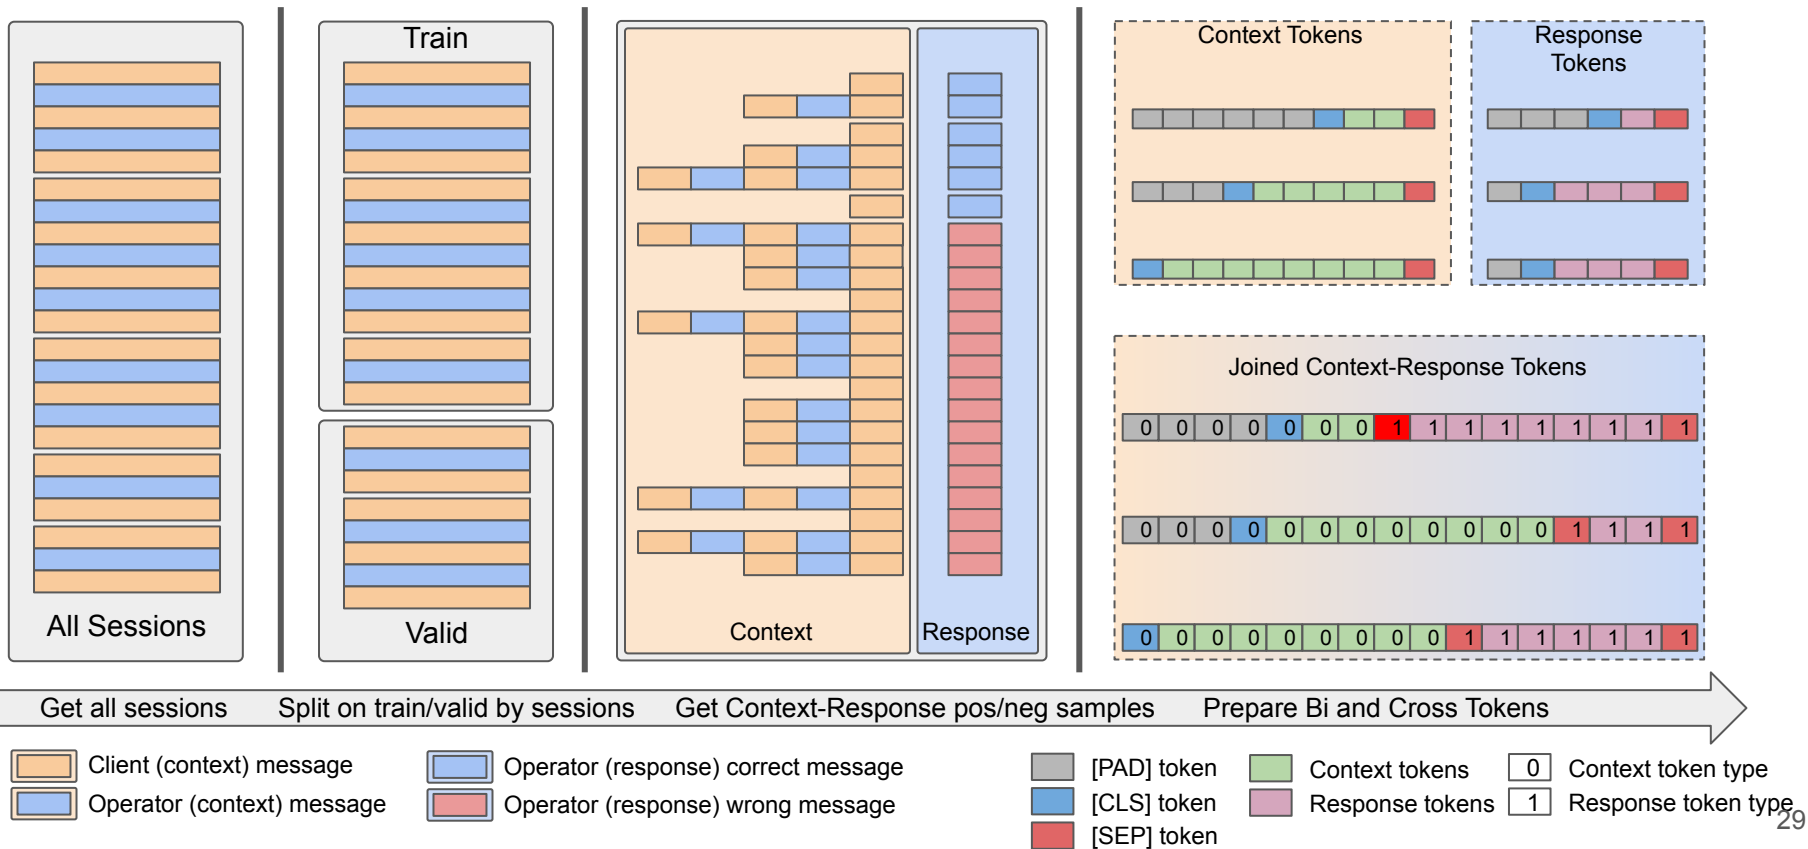 All Sessions
Train
Valid
Context
Response
Context Tokens
Response
Tokens
Joined Context-Response Tokens
0 0 0 0 0 0 0 1 1 1 1 1 1 1 1 1
0 0 0 0 0 0 0 0 0 0 0 0 1 1 1 1
0 0 0 0 0 0 0 0 0 1 1 1 1 1 1 1
Get all sessions
Split on train/valid by sessions
Get Context-Response pos/neg samples
Prepare Bi and Cross Tokens
Client (context) message
Operator (context) message
Operator (response) correct message
Operator (response) wrong message
[PAD] token
[CLS] token
[SEP] token
Context tokens
Response tokens
0 Context token type
1 Response token type
29